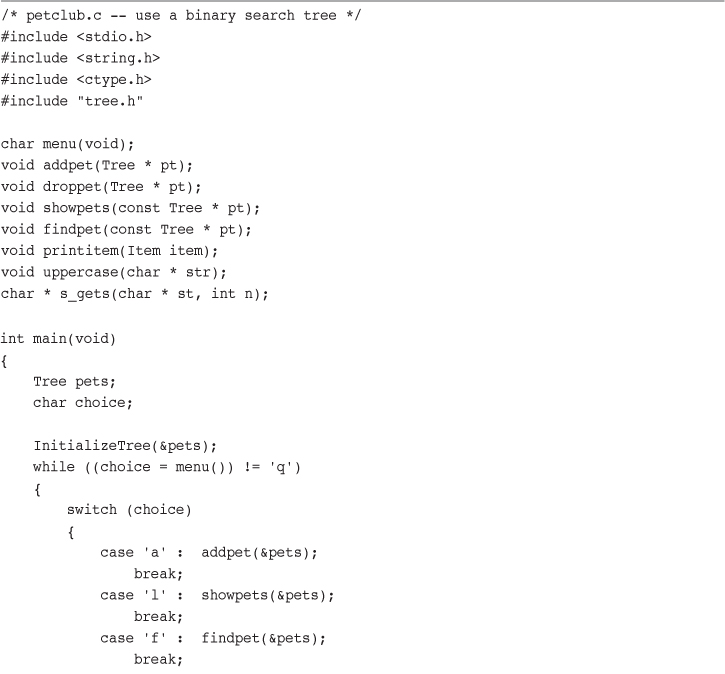 /* petclub.c -- use a binary search tree */
#include <stdio.h>
#include <string.h>
#include <ctype.h>
#include "tree.h"

char menu(void);
void addpet(Tree * pt);
void droppet(Tree * pt);
void showpets(const Tree * pt);
void findpet(const Tree * pt);
void printitem(Item item);
void uppercase(char * str);
char * s_gets(char * st, int n);

int main(void)
{
    Tree pets;
    char choice;

    InitializeTree(&pets);
    while ((choice = menu()) != 'q')
    {
        switch (choice)
        {
            case 'a' :  addpet(&pets);
                break;
            case 'l' :  showpets(&pets);
                break;
            case 'f' :  findpet(&pets);
                break;